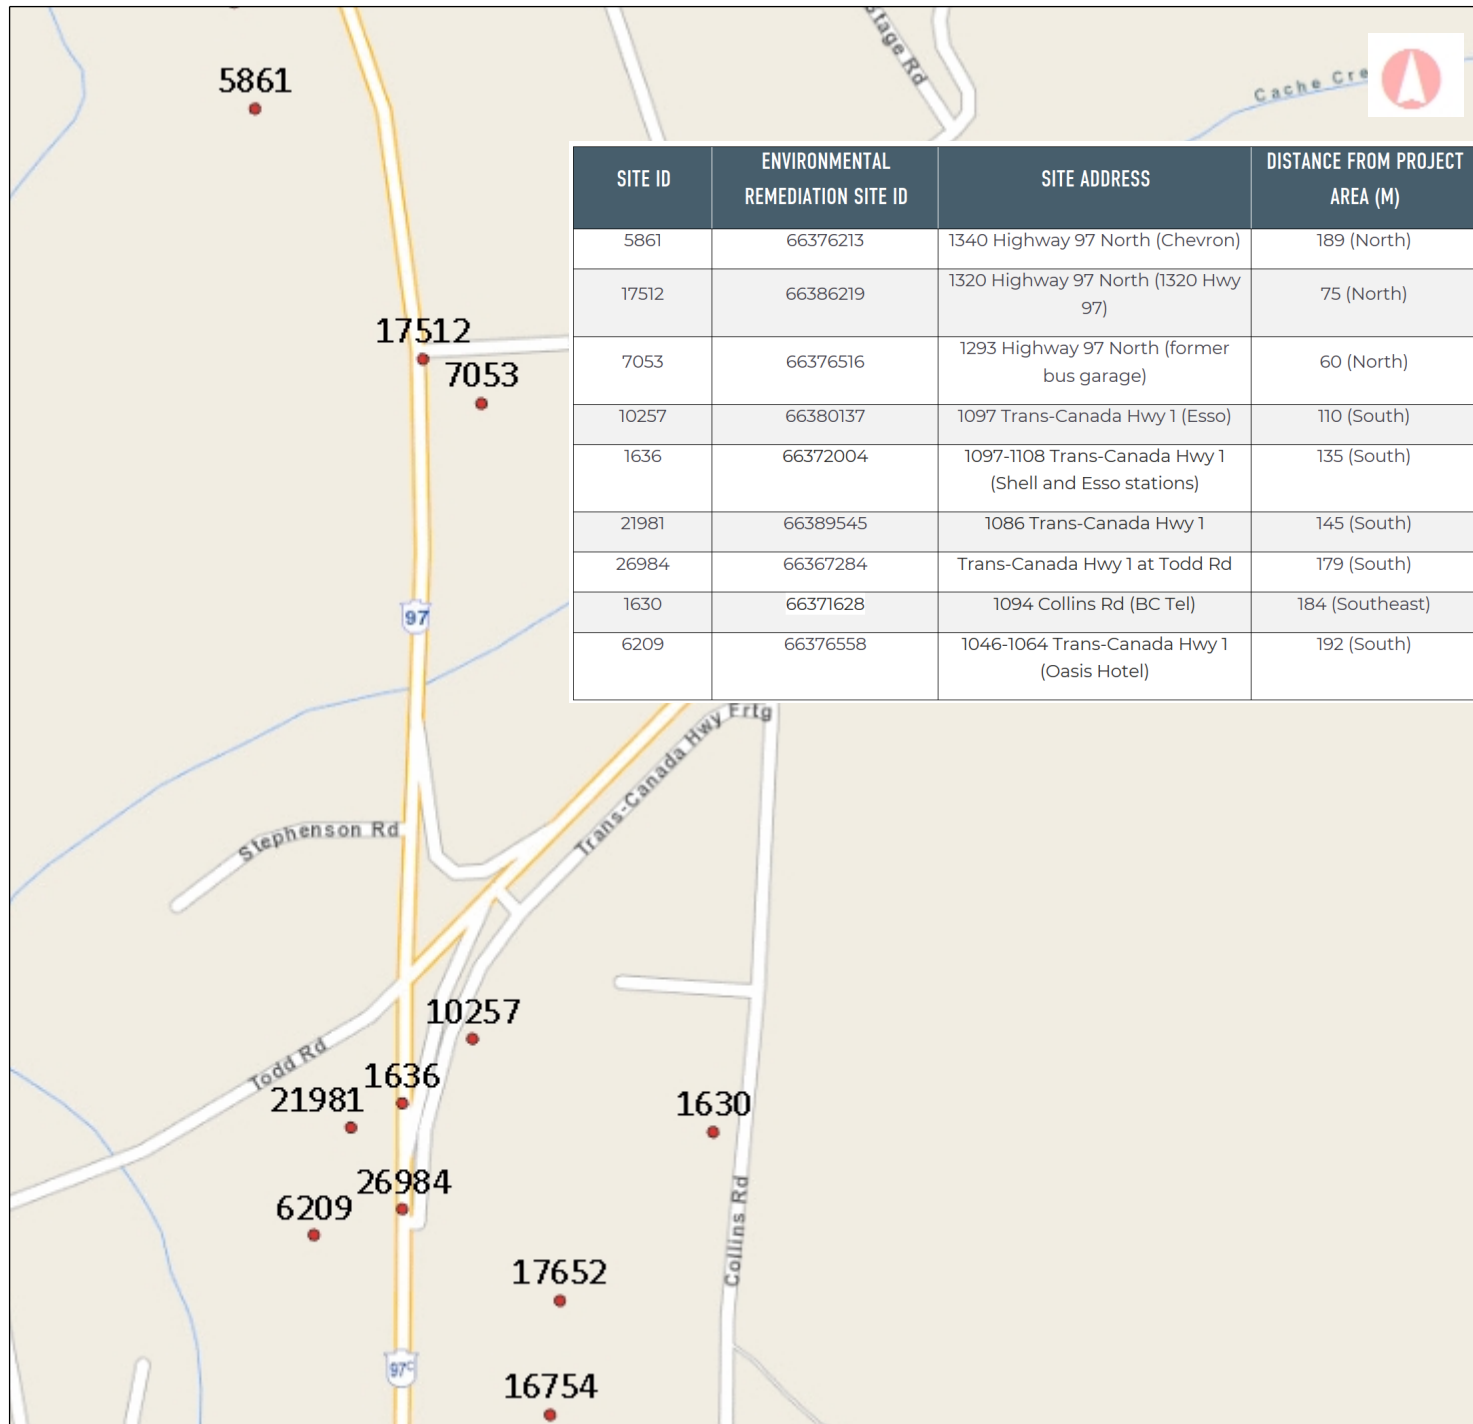 Stage Rd
Cache Cre
5861
17512
7053
SITE ID
ENVIRONMENTAL
REMEDIATION SITE ID
SITE ADDRESS
DISTANCE FROM PROJECT
AREA (M)
5861 66376213 1340 Highway 97 North (Chevron) 189 (North)
17512 66386219 1320 Highway 97 North (1320 Hwy
97) 75 (North)
7053 66376516 1293 Highway 97 North (former
bus garage) 60 (North)
10257 66380137 1097 Trans-Canada Hwy 1 (Esso) 110 (South)
1636 66372004 1097-1108 Trans-Canada Hwy 1
(Shell and Esso stations) 135 (South)
21981 66389545 1086 Trans-Canada Hwy 1 145 (South)
26984 66367284 Trans-Canada Hwy 1 at Todd Rd 179 (South)
1630 66371628 1094 Collins Rd (BC Tel) 184 (Southeast)
6209 66376558 1046-1064 Trans-Canada Hwy 1
(Oasis Hotel) 192 (South)
97
Trans-Canada Hwy Frtg
Stephenson Rd
10257
Todd Rd
1636
21981
1630
26984
6209
Collins Rd
17652
97C
16754